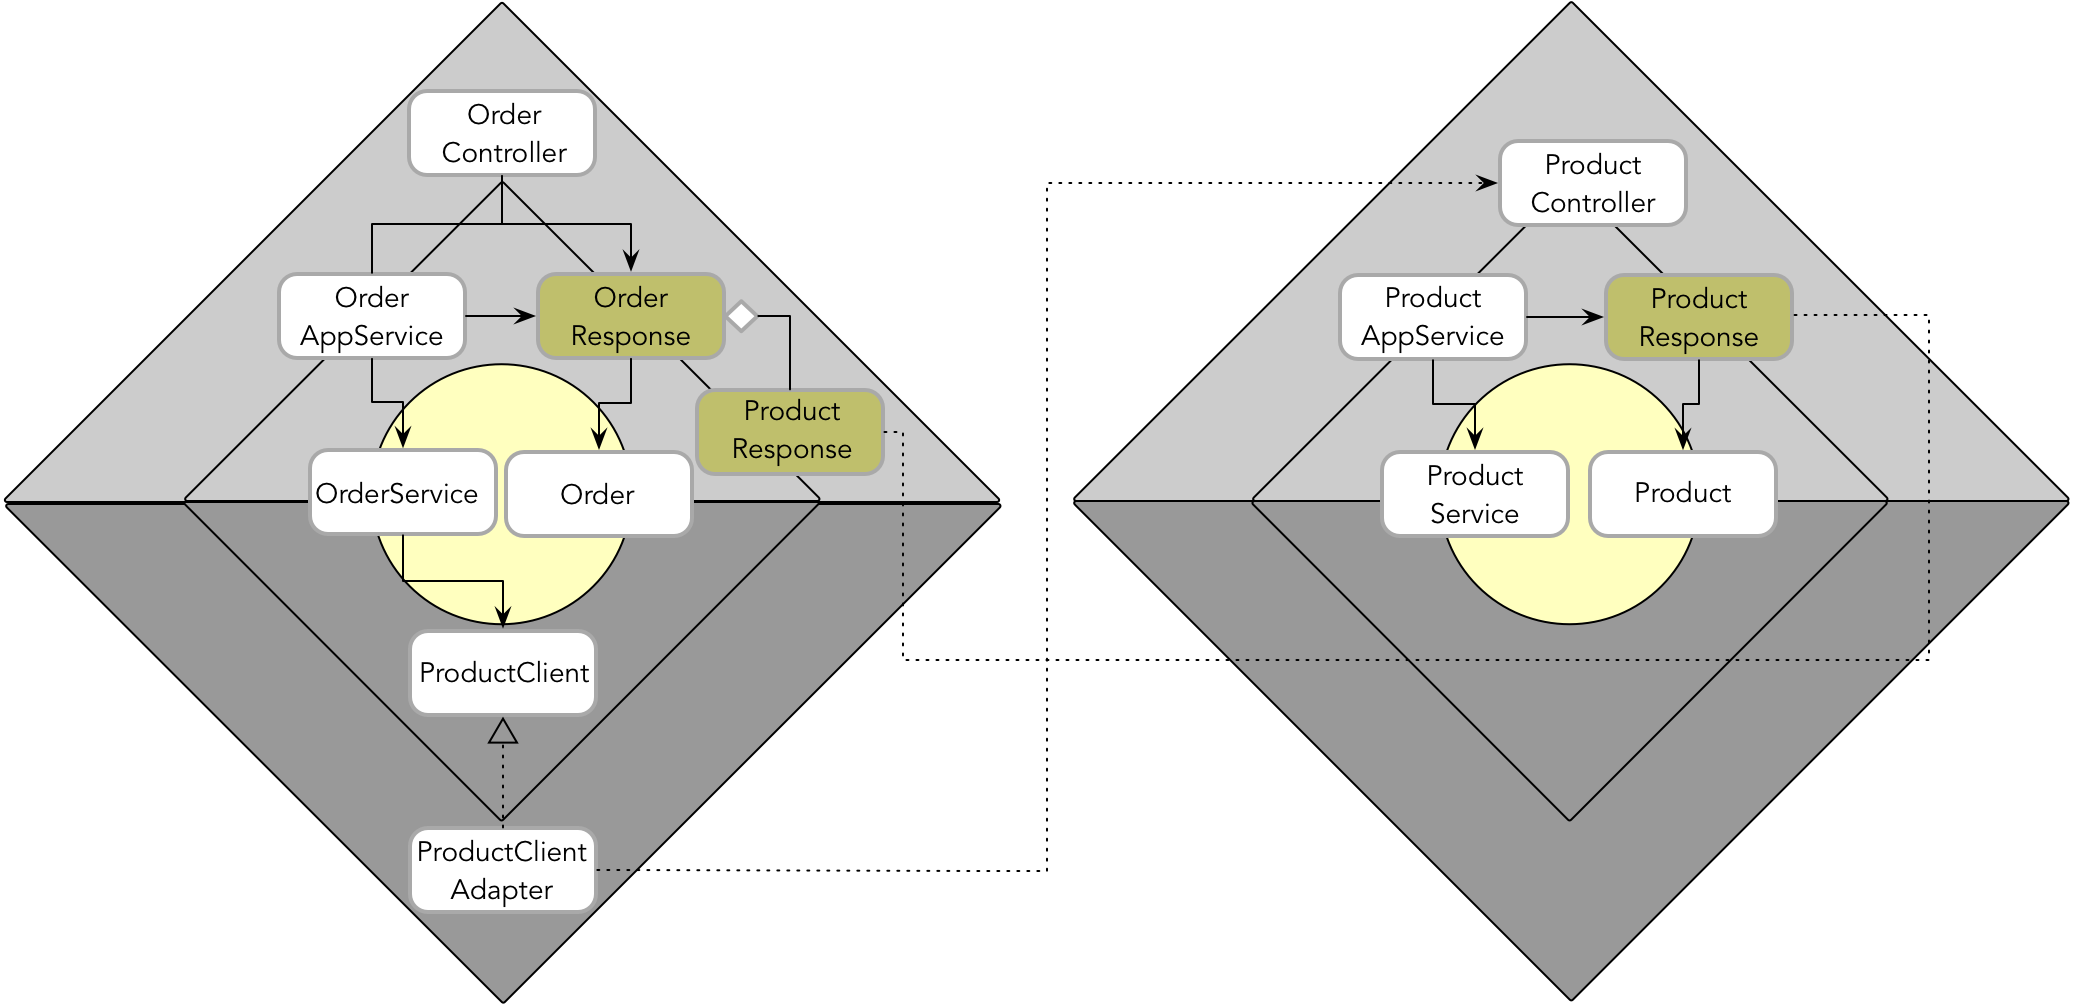 Order
Controller
Order
AppService
Order
Response
Product
Response
OrderService
Order
ProductClient
ProductClient
Adapter
Product
Controller
Product
AppService
Product
Response
Product
Service
Product